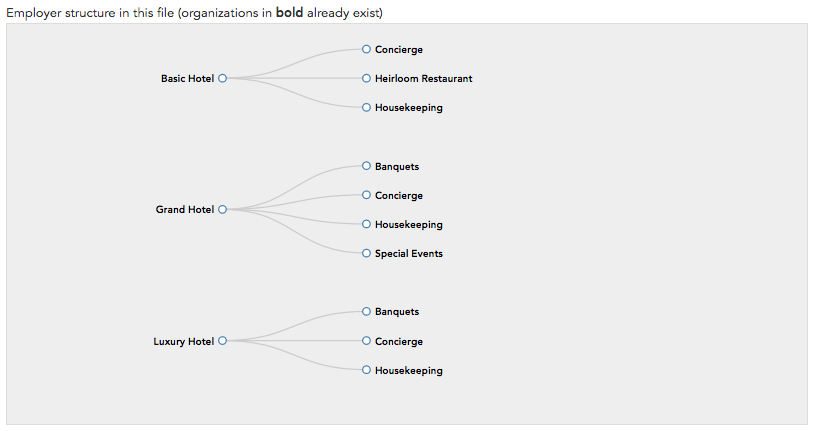 Employer structure in this file (organizations in bold already exist)
Basic Hotel
Concierge
Heirloom Restaurant
Housekeeping
Grand Hotel
Banquets
Concierge
Housekeeping
Special Events
Luxury Hotel
Banquets
Concierge
Housekeeping